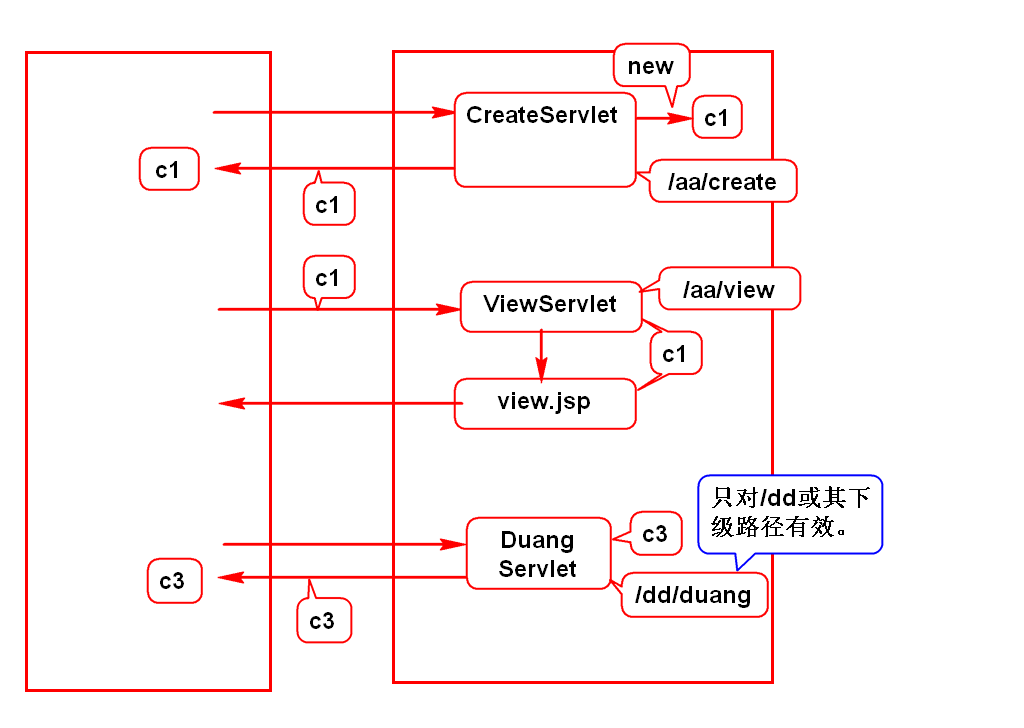 new
CreateServlet
c1
c1
/aa/create
c1
c1
/aa/view
ViewServlet
c1
view.jsp
只对/dd或其下
级路径有效。
Duang
Servlet
c3
c3
/dd/duang
c3